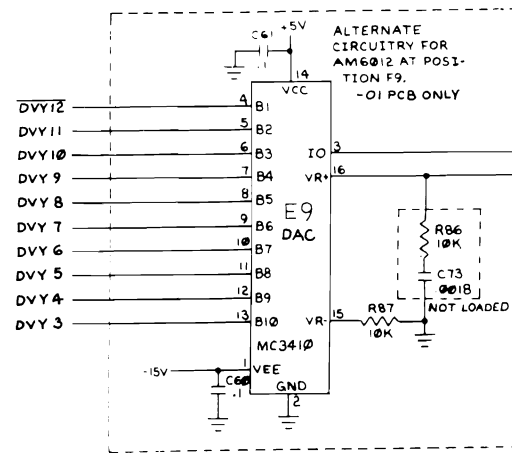 C61
.1
+5V
ALTERNATE
CIRCUITRY FOR
AM6012 AT POSI-
TION F9.
-01 PCB ONLY
14
VCC
DVY12 4 B1
DVY11 5 B2
DVY10 6 B3 IO 3
DVY 9 7 B4 VR+ 16
DVY 8 8 B5
DVY 7 9 B6
DVY 6 10 B7
DVY 5 11 B8
DVY 4 12 B9
DVY 3 13 B10 VR- 15
E9
DAC
R86
10K
C73
.0018
NOT LOADED
R87
10K
MC3410
-15V 1 VEE
C60
.1
GND
2